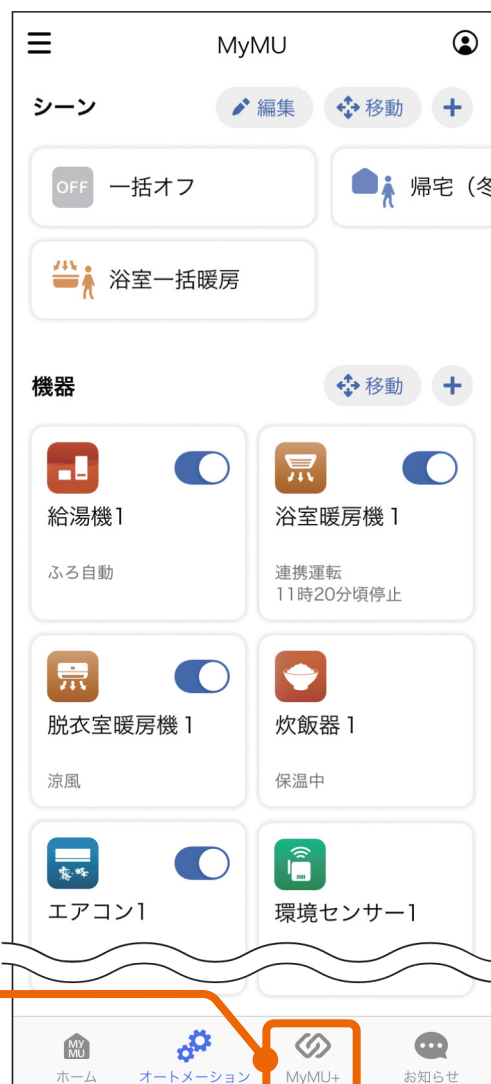 MyMU
シーン
編集
移動
OFF
一括オフ
帰宅（冬
浴室一括暖房
機器
移動
給湯機1
ふろ自動
浴室暖房機 1
連携運転
11時20分頃停止
脱衣室暖房機 1
涼風
炊飯器 1
保温中
霧・峰
エアコン1
環境センサー1
MY
MU
ホーム
オートメーション
MyMU+
お知らせ